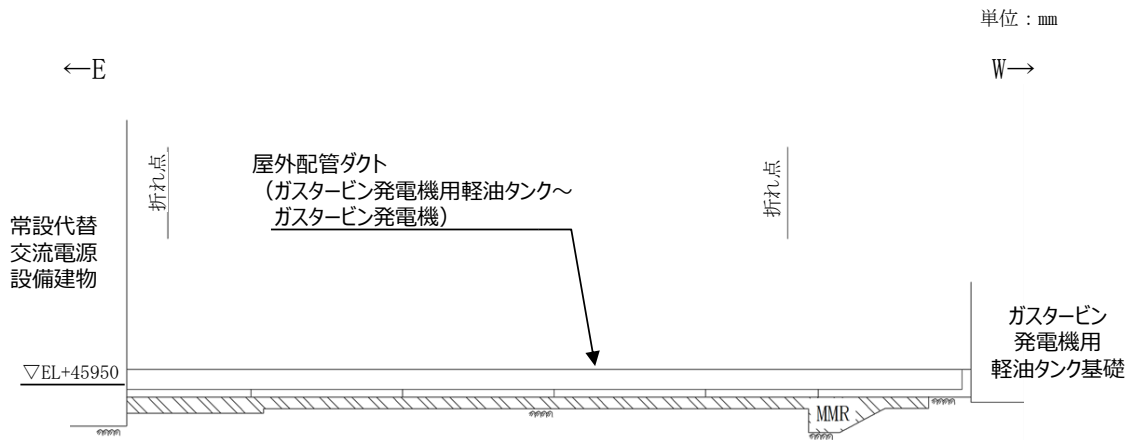 単位：mm
←E
W→
折れ点
屋外配管ダクト
（ガスタービン発電機用軽油タンク～
ガスタービン発電機）
折れ点
常設代替
交流電源
設備建物
ガスタービン
発電機用
軽油タンク基礎
▽EL+45950
MMR